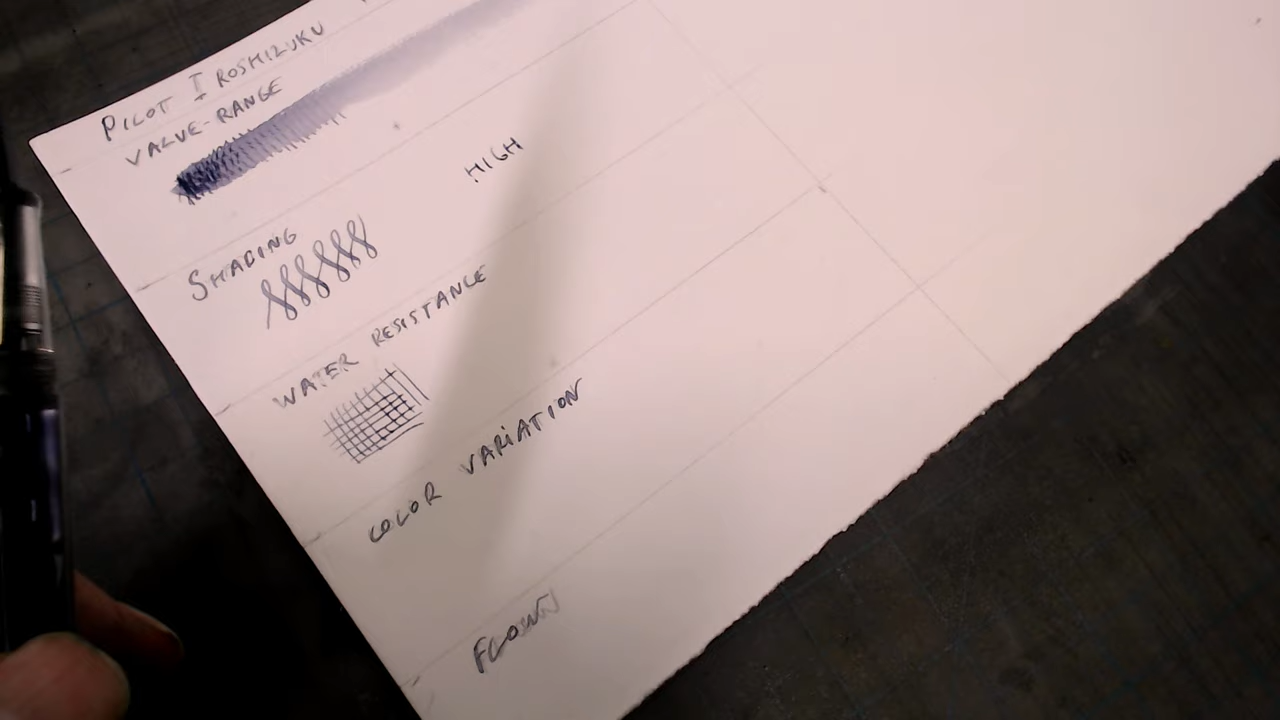 PILOT IROSHIZUKU
VALUE-RANGE
HIGH
SHADING
WATER RESISTANCE
COLOR VARIATION
FLOW